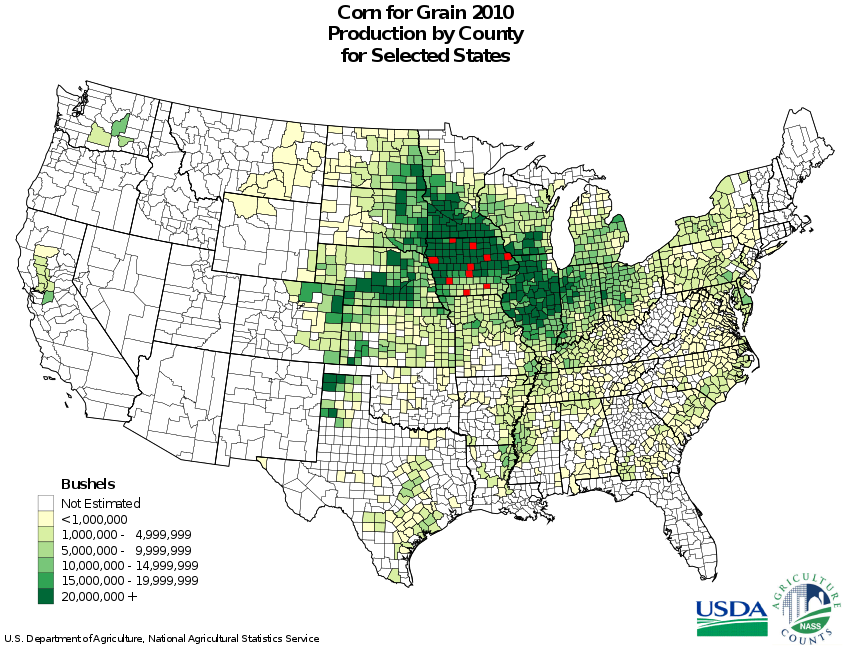 Corn for Grain 2010
Production by County
for Selected States
Bushels
Not Estimated
<1,000,000
1,000,000 - 4,999,999
5,000,000 - 9,999,999
10,000,000 - 14,999,999
15,000,000 - 19,999,999
20,000,000 +
USDA
AGRICULTURE
NASS
COUNTS
U.S. Department of Agriculture, National Agricultural Statistics Service